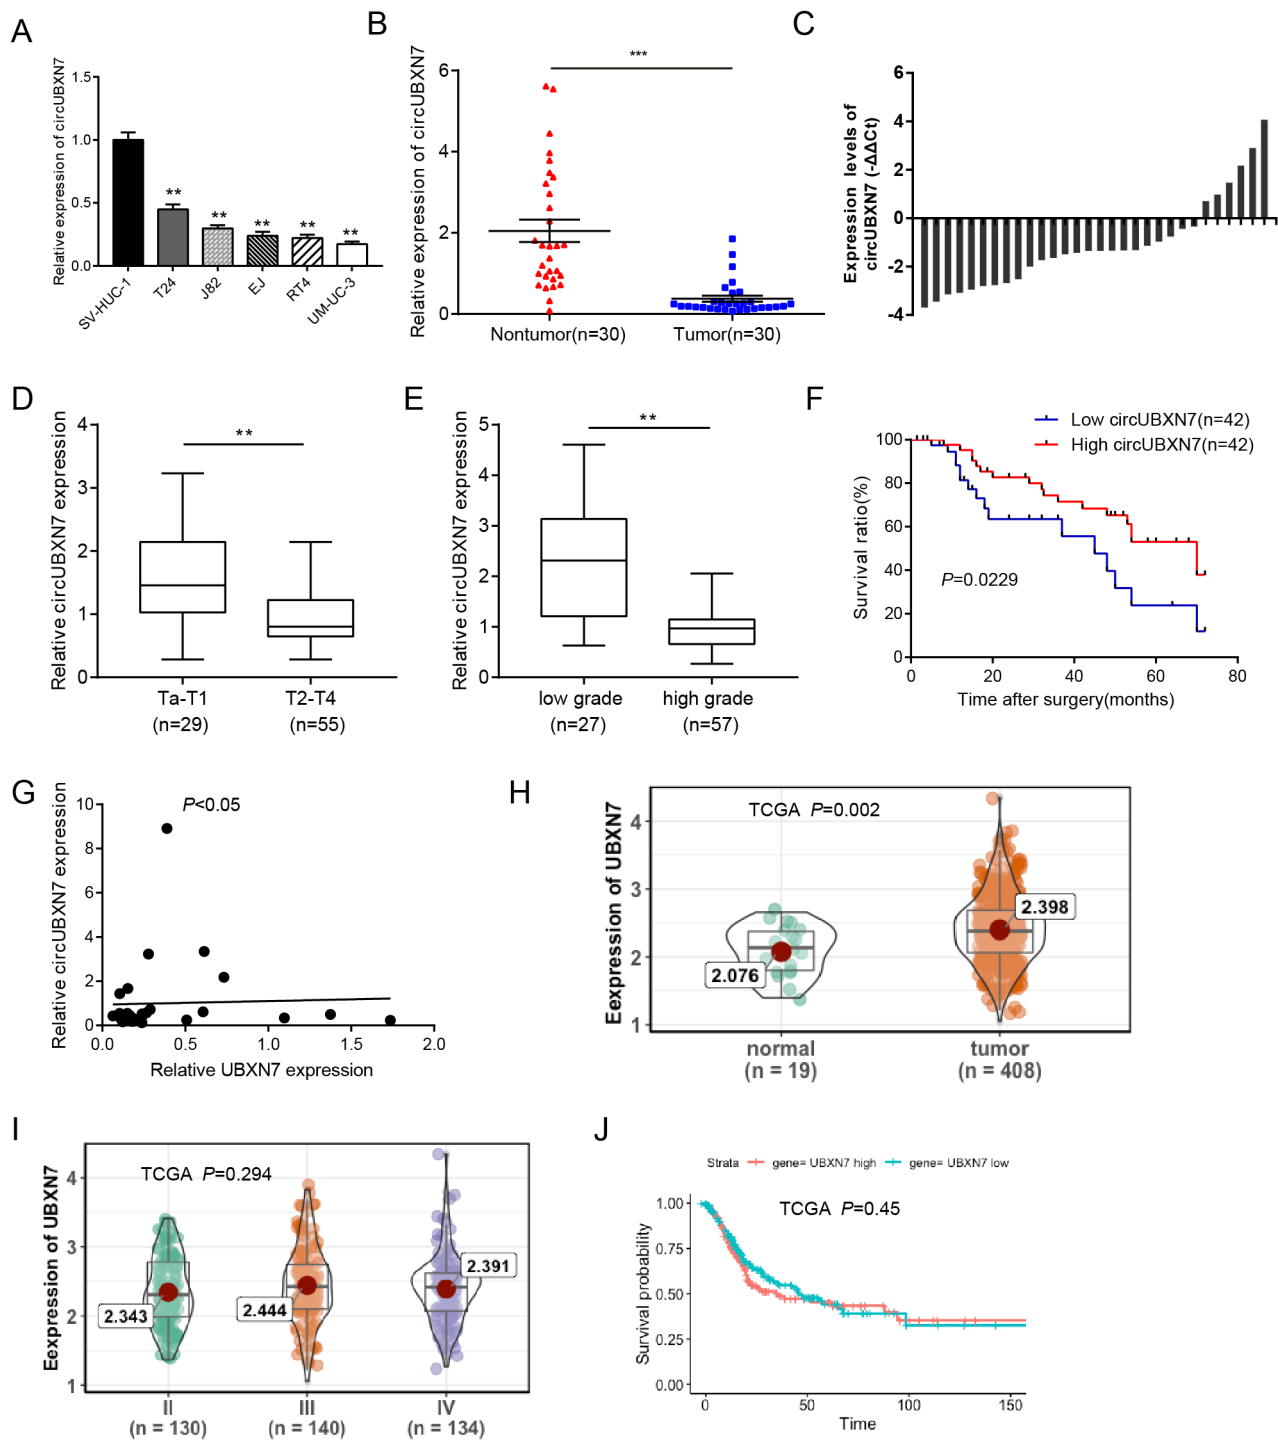 A
Relative expression of circUBXN7
1.5
1.0
0.5
0.0
**
**
**
**
**
SV-HUC-1
T24
J82
EJ
RT4
UM-UC-3
B
Relative expression of circUBXN7
6
4
2
0
***
Nontumor(n=30)
Tumor(n=30)
C
Expression levels of
circUBXN7 (-ΔΔCt)
6
4
2
0
-2
-4
D
Relative circUBXN7 expression
4
3
2
1
0
**
Ta-T1
(n=29)
T2-T4
(n=55)
E
Relative circUBXN7 expression
5
4
3
2
1
0
**
low grade
(n=27)
high grade
(n=57)
F
Low circUBXN7(n=42)
High circUBXN7(n=42)
Survival ratio(%)
100
80
60
40
20
0
P=0.0229
0
20
40
60
80
Time after surgery(months)
G
Relative circUBXN7 expression
10
8
6
4
2
0
P<0.05
0.0
0.5
1.0
1.5
2.0
Relative UBXN7 expression
H
Eexpression of UBXN7
4
3
2
1
TCGA P=0.002
2.076
2.398
normal
(n = 19)
tumor
(n = 408)
I
Eexpression of UBXN7
4
3
2
1
TCGA P=0.294
2.343
2.444
2.391
II
(n = 130)
III
(n = 140)
IV
(n = 134)
J
Strata gene= UBXN7 high gene= UBXN7 low
Survival probability
1.00
0.75
0.50
0.25
0.00
TCGA P=0.45
0
50
100
150
Time